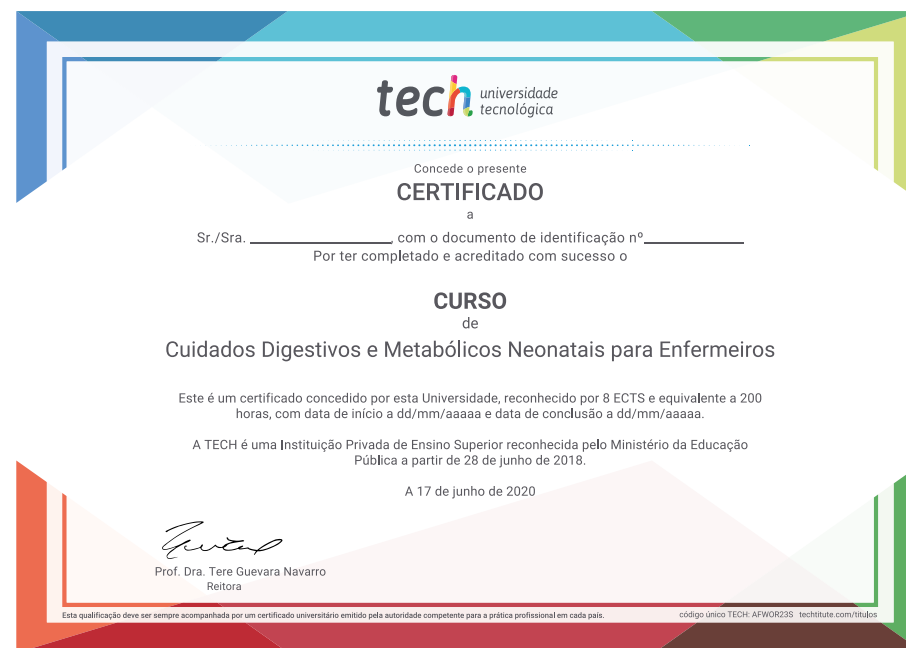 tech universidade
tecnológica
Concede o presente
CERTIFICADO
a
Sr./Sra. ____________________, com o documento de identificação nº______________
Por ter completado e acreditado com sucesso o
CURSO
de
Cuidados Digestivos e Metabólicos Neonatais para Enfermeiros
Este é um certificado concedido por esta Universidade, reconhecido por 8 ECTS e equivalente a 200
horas, com data de início a dd/mm/aaaaa e data de conclusão a dd/mm/aaaaa.
A TECH é uma Instituição Privada de Ensino Superior reconhecida pelo Ministério da Educação
Pública a partir de 28 de junho de 2018.
A 17 de junho de 2020
Prof. Dra. Tere Guevara Navarro
Reitora
Esta qualificação deve ser sempre acompanhada por um certificado universitário emitido pela autoridade competente para a prática profissional em cada país.
código único TECH: AFWOR23S techtitute.com/titulos